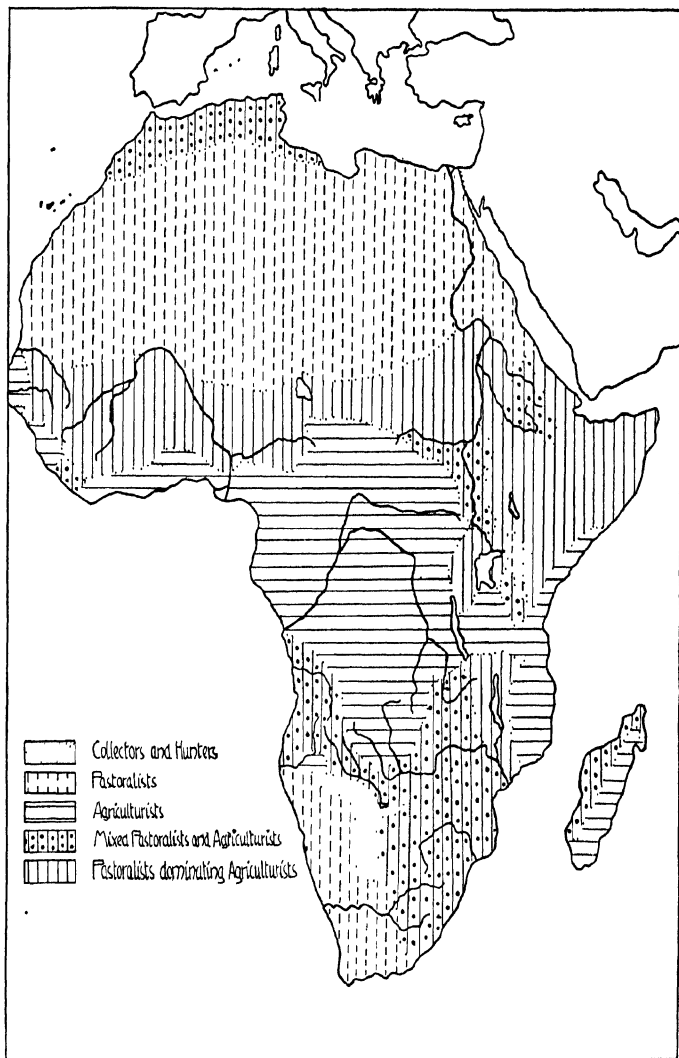 Collectors and Hunters
Pastoralists
Agriculturists
Mixed Pastoralists and Agriculturists
Pastoralists dominating Agriculturists